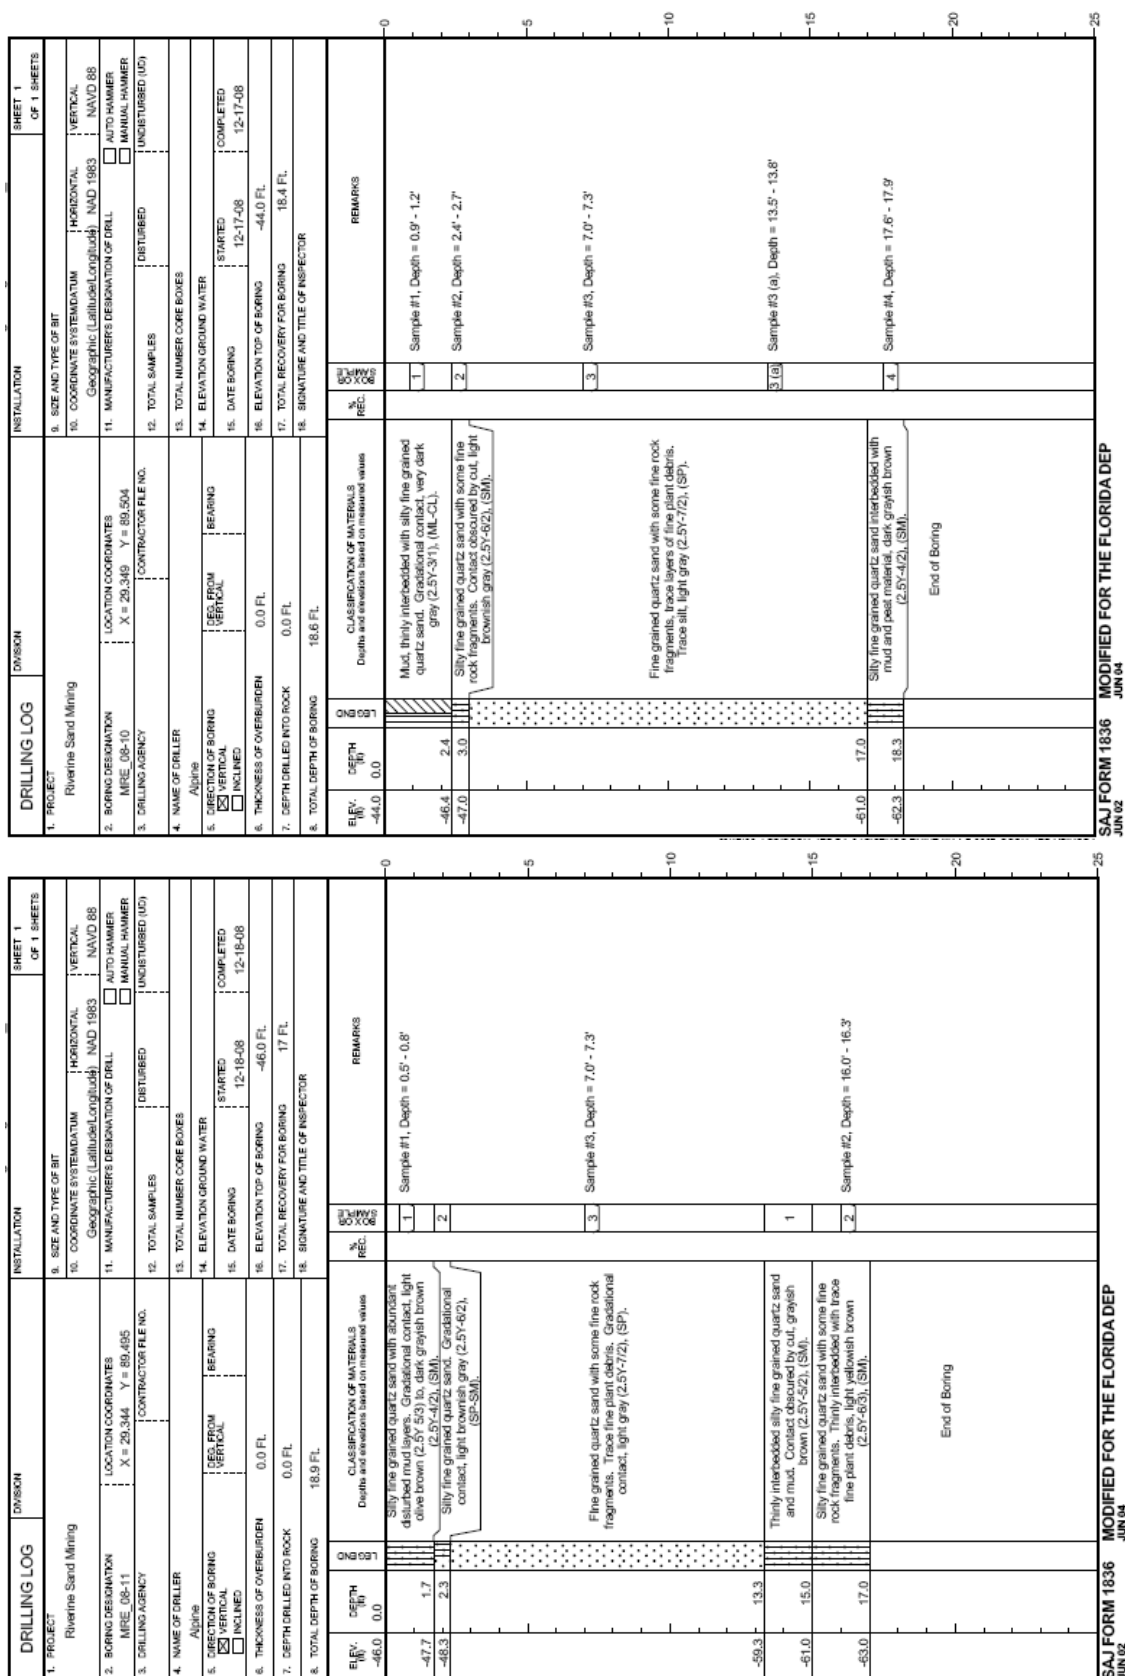 DRILLING LOG
DIVISION
INSTALLATION
SHEET 1
OF 1 SHEETS
1. PROJECT
Riverine Sand Mining
9. SIZE AND TYPE OF BIT
10. COORDINATE SYSTEM/DATUM HORIZONTAL VERTICAL
Geographic (Latitude/Longitude) NAD 1983 NAVD 88
2. BORING DESIGNATION LOCATION COORDINATES
MRE_08-10 X = 29.349 Y = 89.504
11. MANUFACTURER'S DESIGNATION OF DRILL AUTO HAMMER
MANUAL HAMMER
3. DRILLING AGENCY CONTRACTOR FILE NO.
12. TOTAL SAMPLES DISTURBED UNDISTURBED (UD)
4. NAME OF DRILLER
Alpine
13. TOTAL NUMBER CORE BOXES
14. ELEVATION GROUND WATER
5. DIRECTION OF BORING DEG. FROM VERTICAL BEARING
VERTICAL
INCLINED
15. DATE BORING STARTED COMPLETED
12-17-08 12-17-08
6. THICKNESS OF OVERBURDEN 0.0 Ft.
16. ELEVATION TOP OF BORING -44.0 Ft.
7. DEPTH DRILLED INTO ROCK 0.0 Ft.
17. TOTAL RECOVERY FOR BORING 18.4 Ft.
8. TOTAL DEPTH OF BORING 18.6 Ft.
18. SIGNATURE AND TITLE OF INSPECTOR
ELEV. (ft) DEPTH (ft) LEGEND CLASSIFICATION OF MATERIALS % REC. BOX OR SAMPLE REMARKS
Depths and elevations based on measured values
-44.0 0.0
0
Mud, thinly interbedded with silty fine grained
quartz sand. Gradational contact, very dark
gray (2.5Y-3/1), (ML-CL).
1 Sample #1, Depth = 0.9' - 1.2'
-46.4 2.4
Silty fine grained quartz sand with some fine
rock fragments. Contact obscured by cut, light
brownish gray (2.5Y-6/2), (SM).
2 Sample #2, Depth = 2.4' - 2.7'
-47.0 3.0
5
3 Sample #3, Depth = 7.0' - 7.3'
Fine grained quartz sand with some fine rock
fragments, trace layers of fine plant debris.
Trace silt, light gray (2.5Y-7/2), (SP).
10
3 (a) Sample #3 (a), Depth = 13.5' - 13.8'
15
-61.0 17.0
Silty fine grained quartz sand interbedded with
mud and peat material, dark grayish brown
(2.5Y-4/2), (SM).
4 Sample #4, Depth = 17.6' - 17.9'
-62.3 18.3
End of Boring
20
25
SAJ FORM 1836 MODIFIED FOR THE FLORIDA DEP
JUN 02 JUN 04
DRILLING LOG
DIVISION
INSTALLATION
SHEET 1
OF 1 SHEETS
1. PROJECT
Riverine Sand Mining
9. SIZE AND TYPE OF BIT
10. COORDINATE SYSTEM/DATUM HORIZONTAL VERTICAL
Geographic (Latitude/Longitude) NAD 1983 NAVD 88
2. BORING DESIGNATION LOCATION COORDINATES
MRE_08-11 X = 29.344 Y = 89.495
11. MANUFACTURER'S DESIGNATION OF DRILL AUTO HAMMER
MANUAL HAMMER
3. DRILLING AGENCY CONTRACTOR FILE NO.
12. TOTAL SAMPLES DISTURBED UNDISTURBED (UD)
4. NAME OF DRILLER
Alpine
13. TOTAL NUMBER CORE BOXES
14. ELEVATION GROUND WATER
5. DIRECTION OF BORING DEG. FROM VERTICAL BEARING
VERTICAL
INCLINED
15. DATE BORING STARTED COMPLETED
12-18-08 12-18-08
6. THICKNESS OF OVERBURDEN 0.0 Ft.
16. ELEVATION TOP OF BORING -46.0 Ft.
7. DEPTH DRILLED INTO ROCK 0.0 Ft.
17. TOTAL RECOVERY FOR BORING 17 Ft.
8. TOTAL DEPTH OF BORING 18.9 Ft.
18. SIGNATURE AND TITLE OF INSPECTOR
ELEV. (ft) DEPTH (ft) LEGEND CLASSIFICATION OF MATERIALS % REC. BOX OR SAMPLE REMARKS
Depths and elevations based on measured values
-46.0 0.0
0
Silty fine grained quartz sand with abundant
disturbed mud layers. Gradational contact, light
olive brown (2.5Y 5/3) to, dark grayish brown
(2.5Y-4/2), (SM).
1 Sample #1, Depth = 0.5' - 0.8'
-47.7 1.7
Silty fine grained quartz sand. Gradational
contact, light brownish gray (2.5Y-6/2),
(SP-SM).
2
-48.3 2.3
5
3 Sample #3, Depth = 7.0' - 7.3'
Fine grained quartz sand with some fine rock
fragments. Trace fine plant debris. Gradational
contact, light gray (2.5Y-7/2), (SP).
10
-59.3 13.3
Thinly interbedded silty fine grained quartz sand
and mud. Contact obscured by cut, grayish
brown (2.5Y-5/2), (SM).
1
-61.0 15.0
15
Silty fine grained quartz sand with some fine
rock fragments. Thinly interbedded with trace
fine plant debris, light yellowish brown
(2.5Y-6/3), (SM).
2 Sample #2, Depth = 16.0' - 16.3'
-63.0 17.0
End of Boring
20
25
SAJ FORM 1836 MODIFIED FOR THE FLORIDA DEP
JUN 02 JUN 04